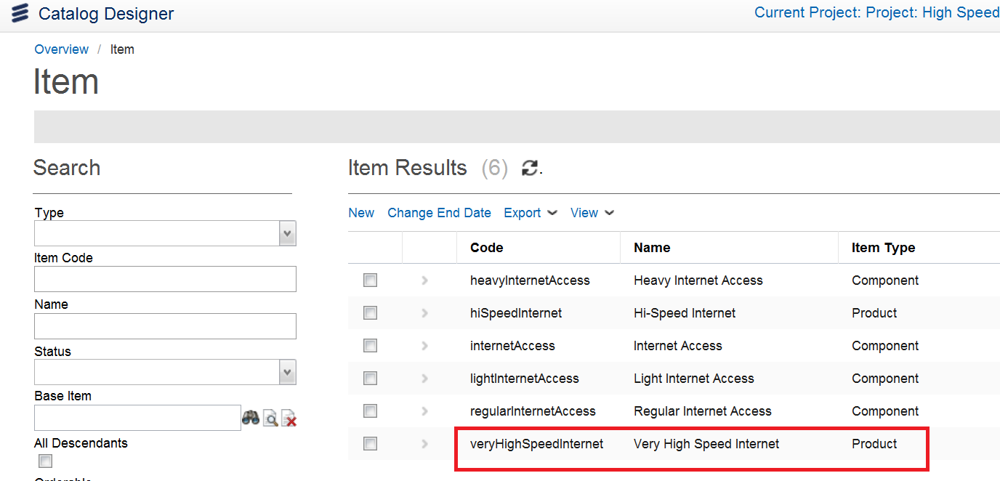 Catalog Designer
Current Project: Project: High Speed
Overview / Item
Item
Search
Type
Item Code
Name
Status
Base Item
All Descendants
Orderable
Item Results (6)
New Change End Date Export View
Code Name Item Type
heavyInternetAccess Heavy Internet Access Component
hiSpeedInternet Hi-Speed Internet Product
internetAccess Internet Access Component
lightInternetAccess Light Internet Access Component
regularInternetAccess Regular Internet Access Component
veryHighSpeedInternet Very High Speed Internet Product